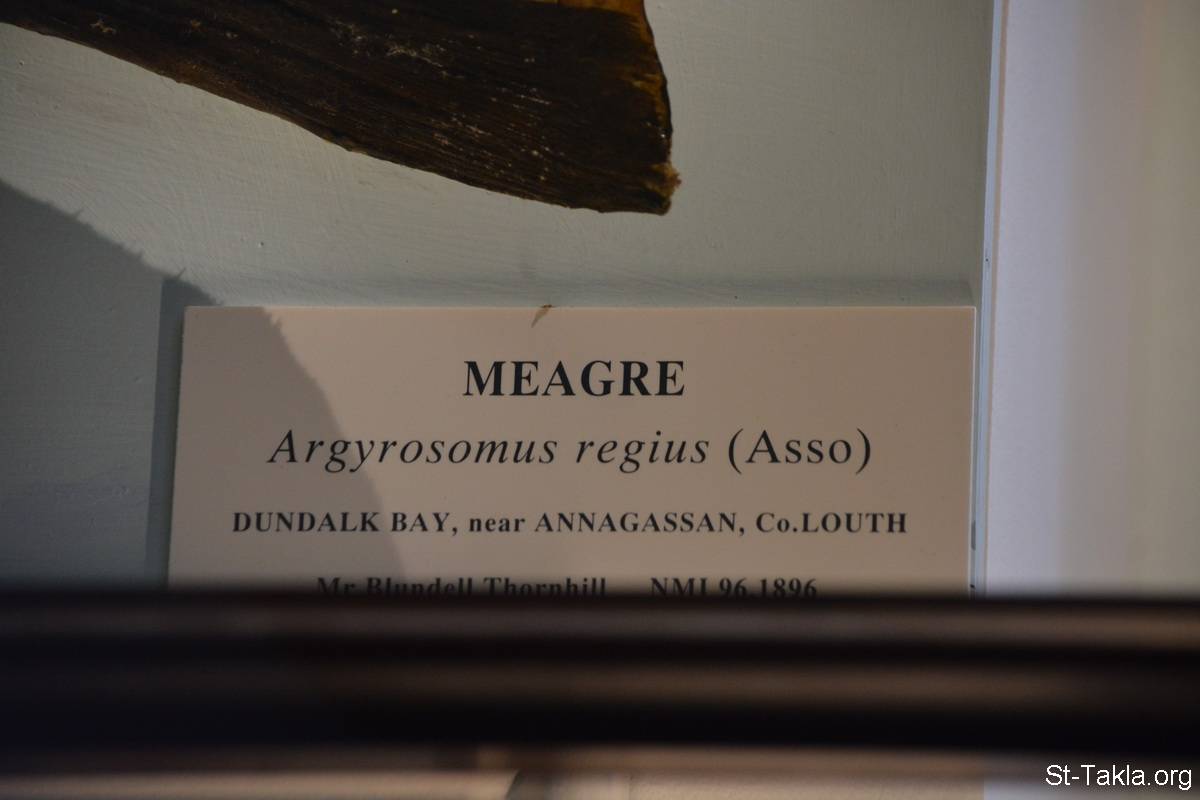 MEAGRE
Argyrosomus regius (Asso)
DUNDALK BAY, near ANNAGASSAN, Co.LOUTH
Mr Blundell Thornhill NMI 96.1896
St-Takla.org